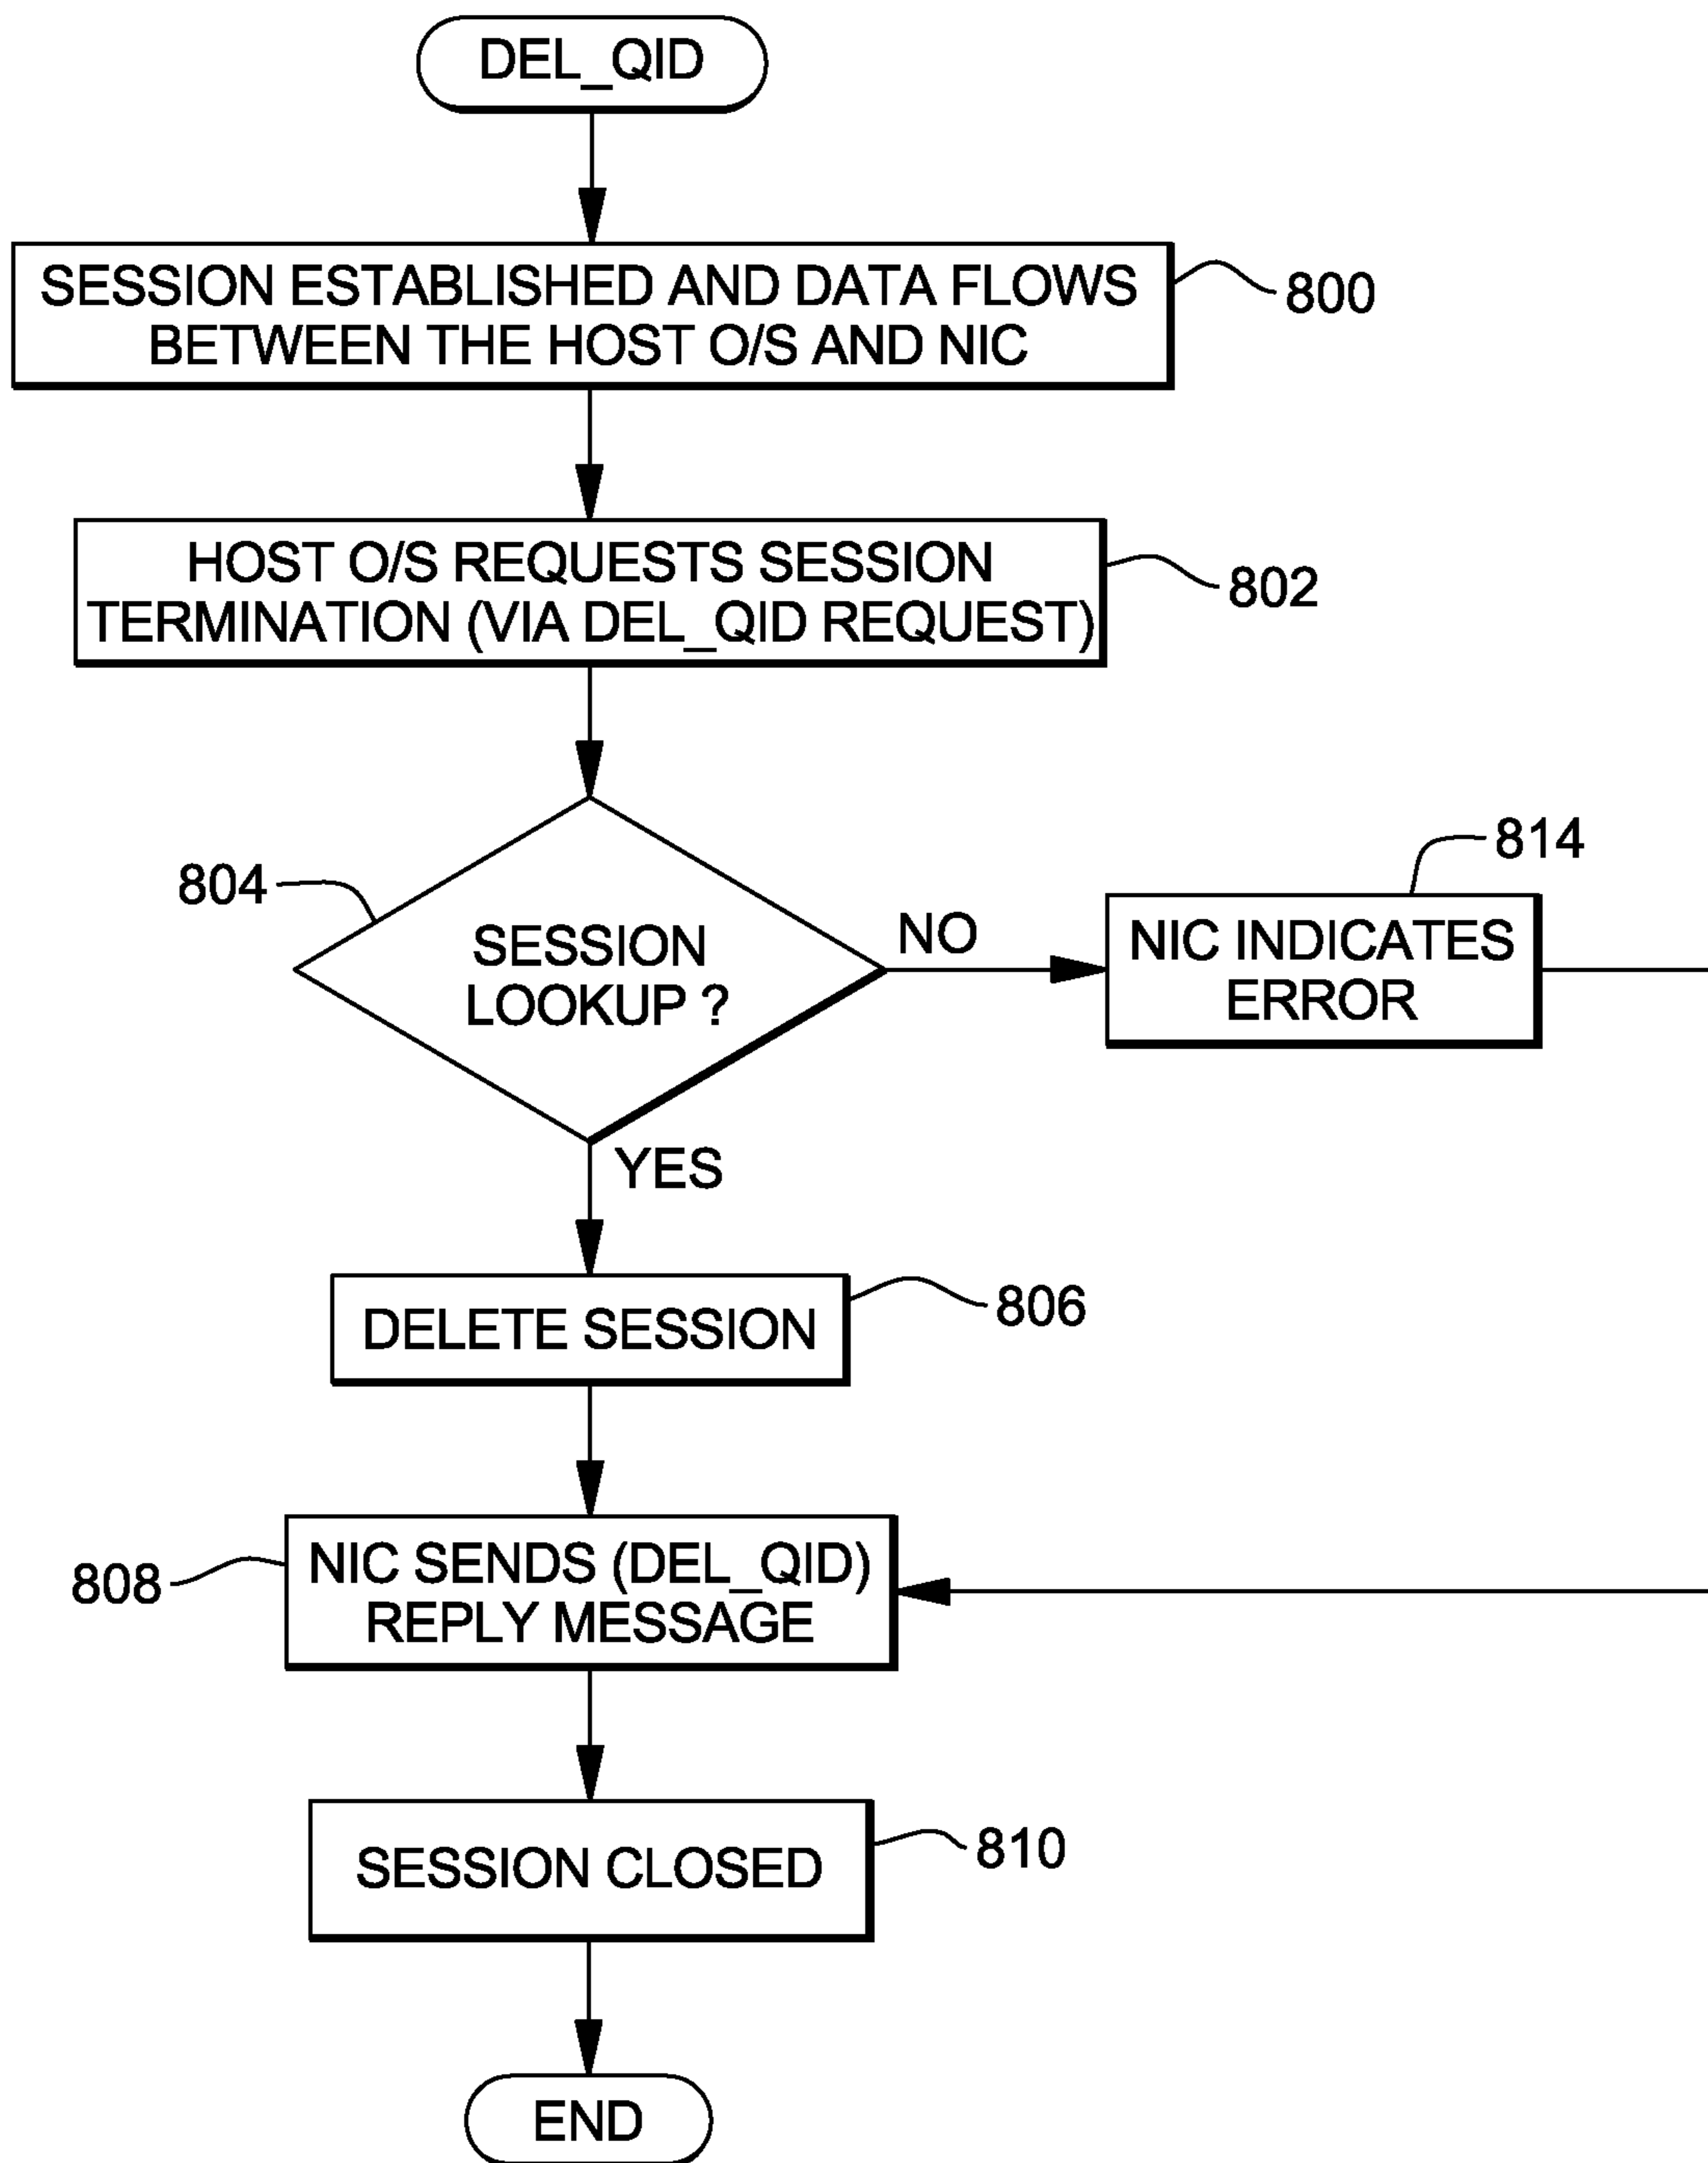 DEL_QID
SESSION ESTABLISHED AND DATA FLOWS
BETWEEN THE HOST O/S AND NIC
800
HOST O/S REQUESTS SESSION
TERMINATION (VIA DEL_QID REQUEST)
802
804
SESSION
LOOKUP ?
NO
814
NIC INDICATES
ERROR
YES
DELETE SESSION
806
808
NIC SENDS (DEL_QID)
REPLY MESSAGE
SESSION CLOSED
810
END